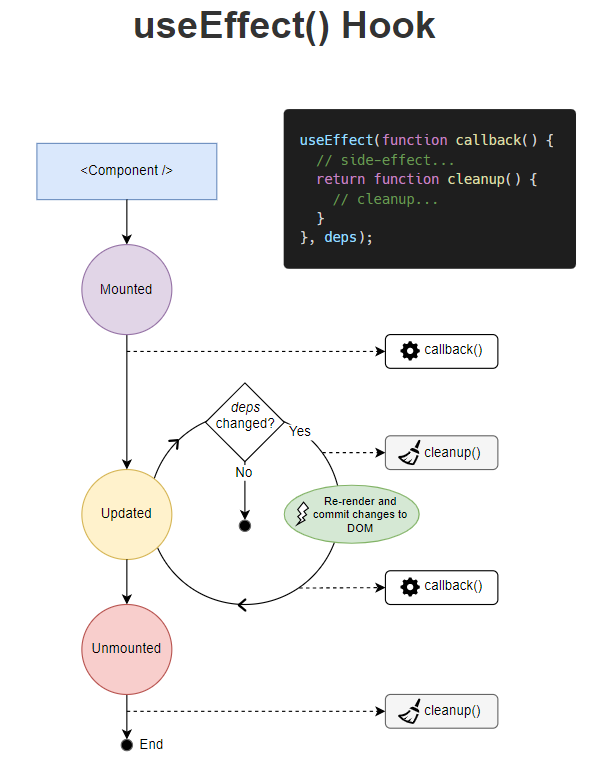 useEffect() Hook
useEffect(function callback() {
// side-effect...
return function cleanup() {
// cleanup...
}
}, deps);
<Component />
Mounted
callback()
deps
changed?
Yes
cleanup()
No
Re-render and
commit changes to
DOM
Updated
callback()
Unmounted
cleanup()
End